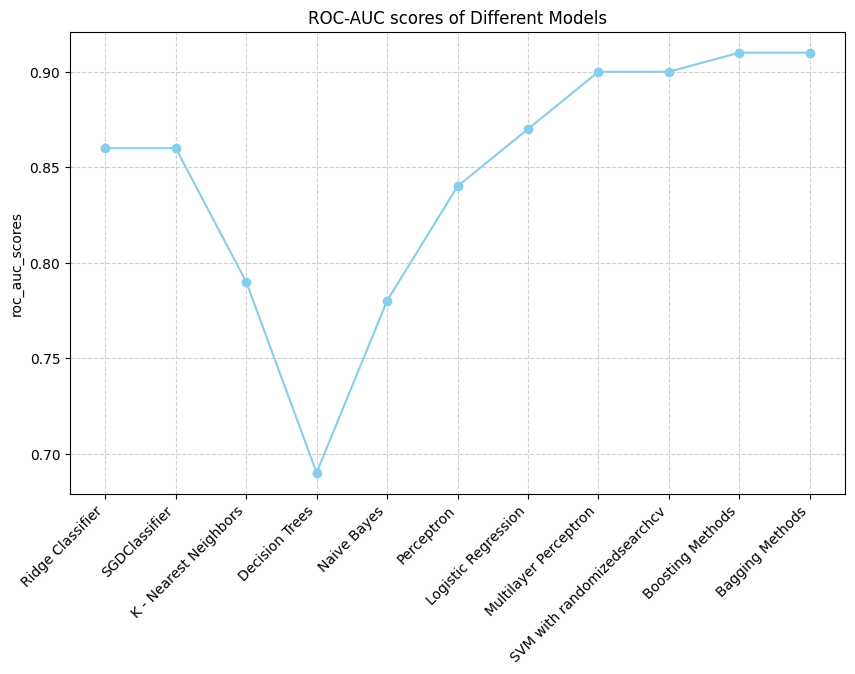 ROC-AUC scores of Different Models
roc_auc_scores
0.90
0.85
0.80
0.75
0.70
Ridge Classifier
SGDClassifier
K - Nearest Neighbors
Decision Trees
Naive Bayes
Perceptron
Logistic Regression
Multilayer Perceptron
SVM with randomizedsearchcv
Boosting Methods
Bagging Methods